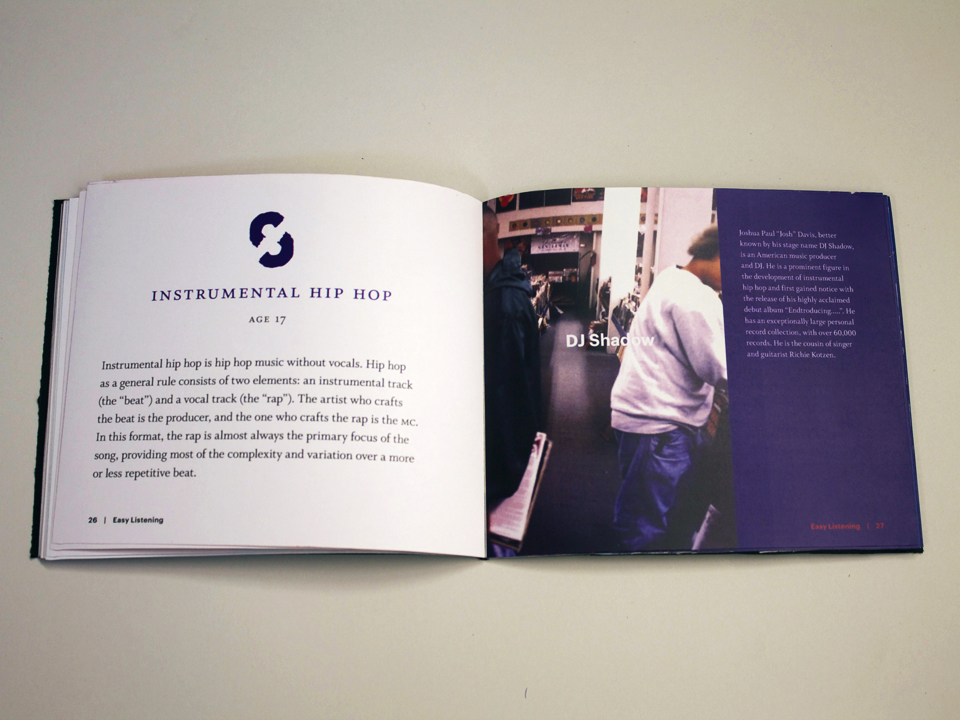 INSTRUMENTAL HIP HOP
AGE 17
Instrumental hip hop is hip hop music without vocals. Hip hop
as a general rule consists of two elements: an instrumental track
(the “beat”) and a vocal track (the “rap”). The artist who crafts
the beat is the producer, and the one who crafts the rap is the MC.
In this format, the rap is almost always the primary focus of the
song, providing most of the complexity and variation over a more
or less repetitive beat.
26 | Easy Listening
DJ Shadow
Joshua Paul “Josh” Davis, better
known by his stage name DJ Shadow,
is an American music producer
and DJ. He is a prominent figure in
the development of instrumental
hip hop and first gained notice with
the release of his highly acclaimed
debut album “Endtroducing.....”. He
has an exceptionally large personal
record collection, with over 60,000
records. He is the cousin of singer
and guitarist Richie Kotzen.
Easy Listening | 27